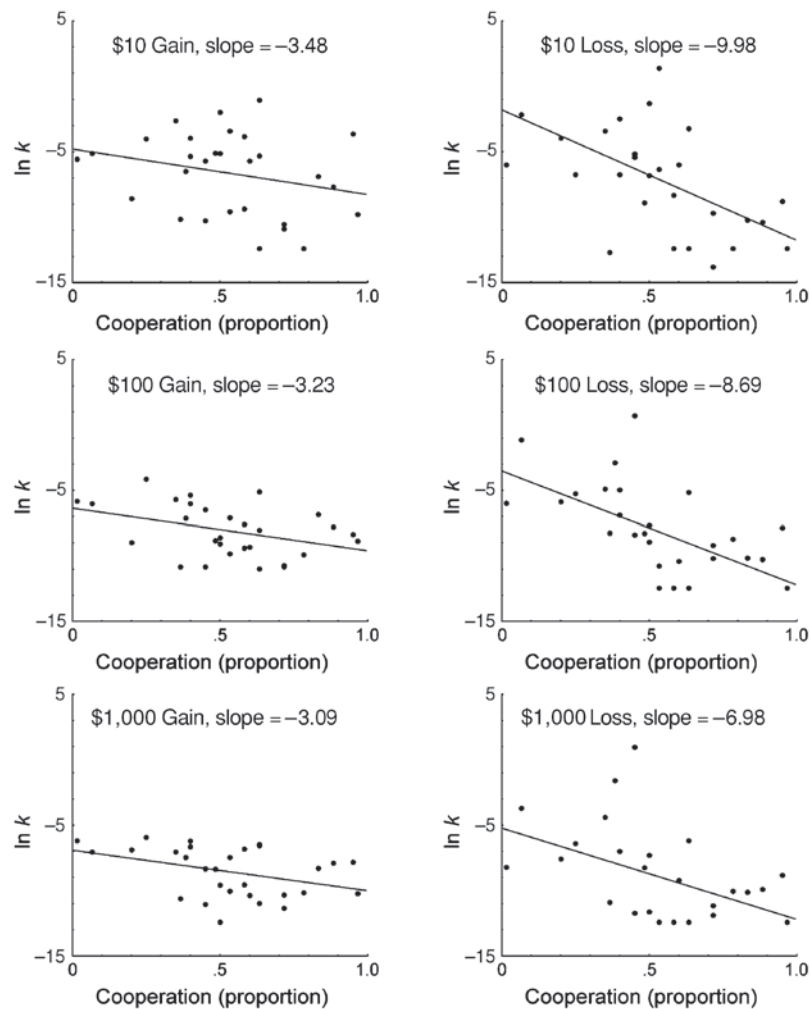 5
$10 Gain, slope = −3.48
ln k
−5
−15
0
.5
1.0
Cooperation (proportion)
5
$10 Loss, slope = −9.98
ln k
−5
−15
0
.5
1.0
Cooperation (proportion)
5
$100 Gain, slope = −3.23
ln k
−5
−15
0
.5
1.0
Cooperation (proportion)
5
$100 Loss, slope = −8.69
ln k
−5
−15
0
.5
1.0
Cooperation (proportion)
5
$1,000 Gain, slope = −3.09
ln k
−5
−15
0
.5
1.0
Cooperation (proportion)
5
$1,000 Loss, slope = −6.98
ln k
−5
−15
0
.5
1.0
Cooperation (proportion)